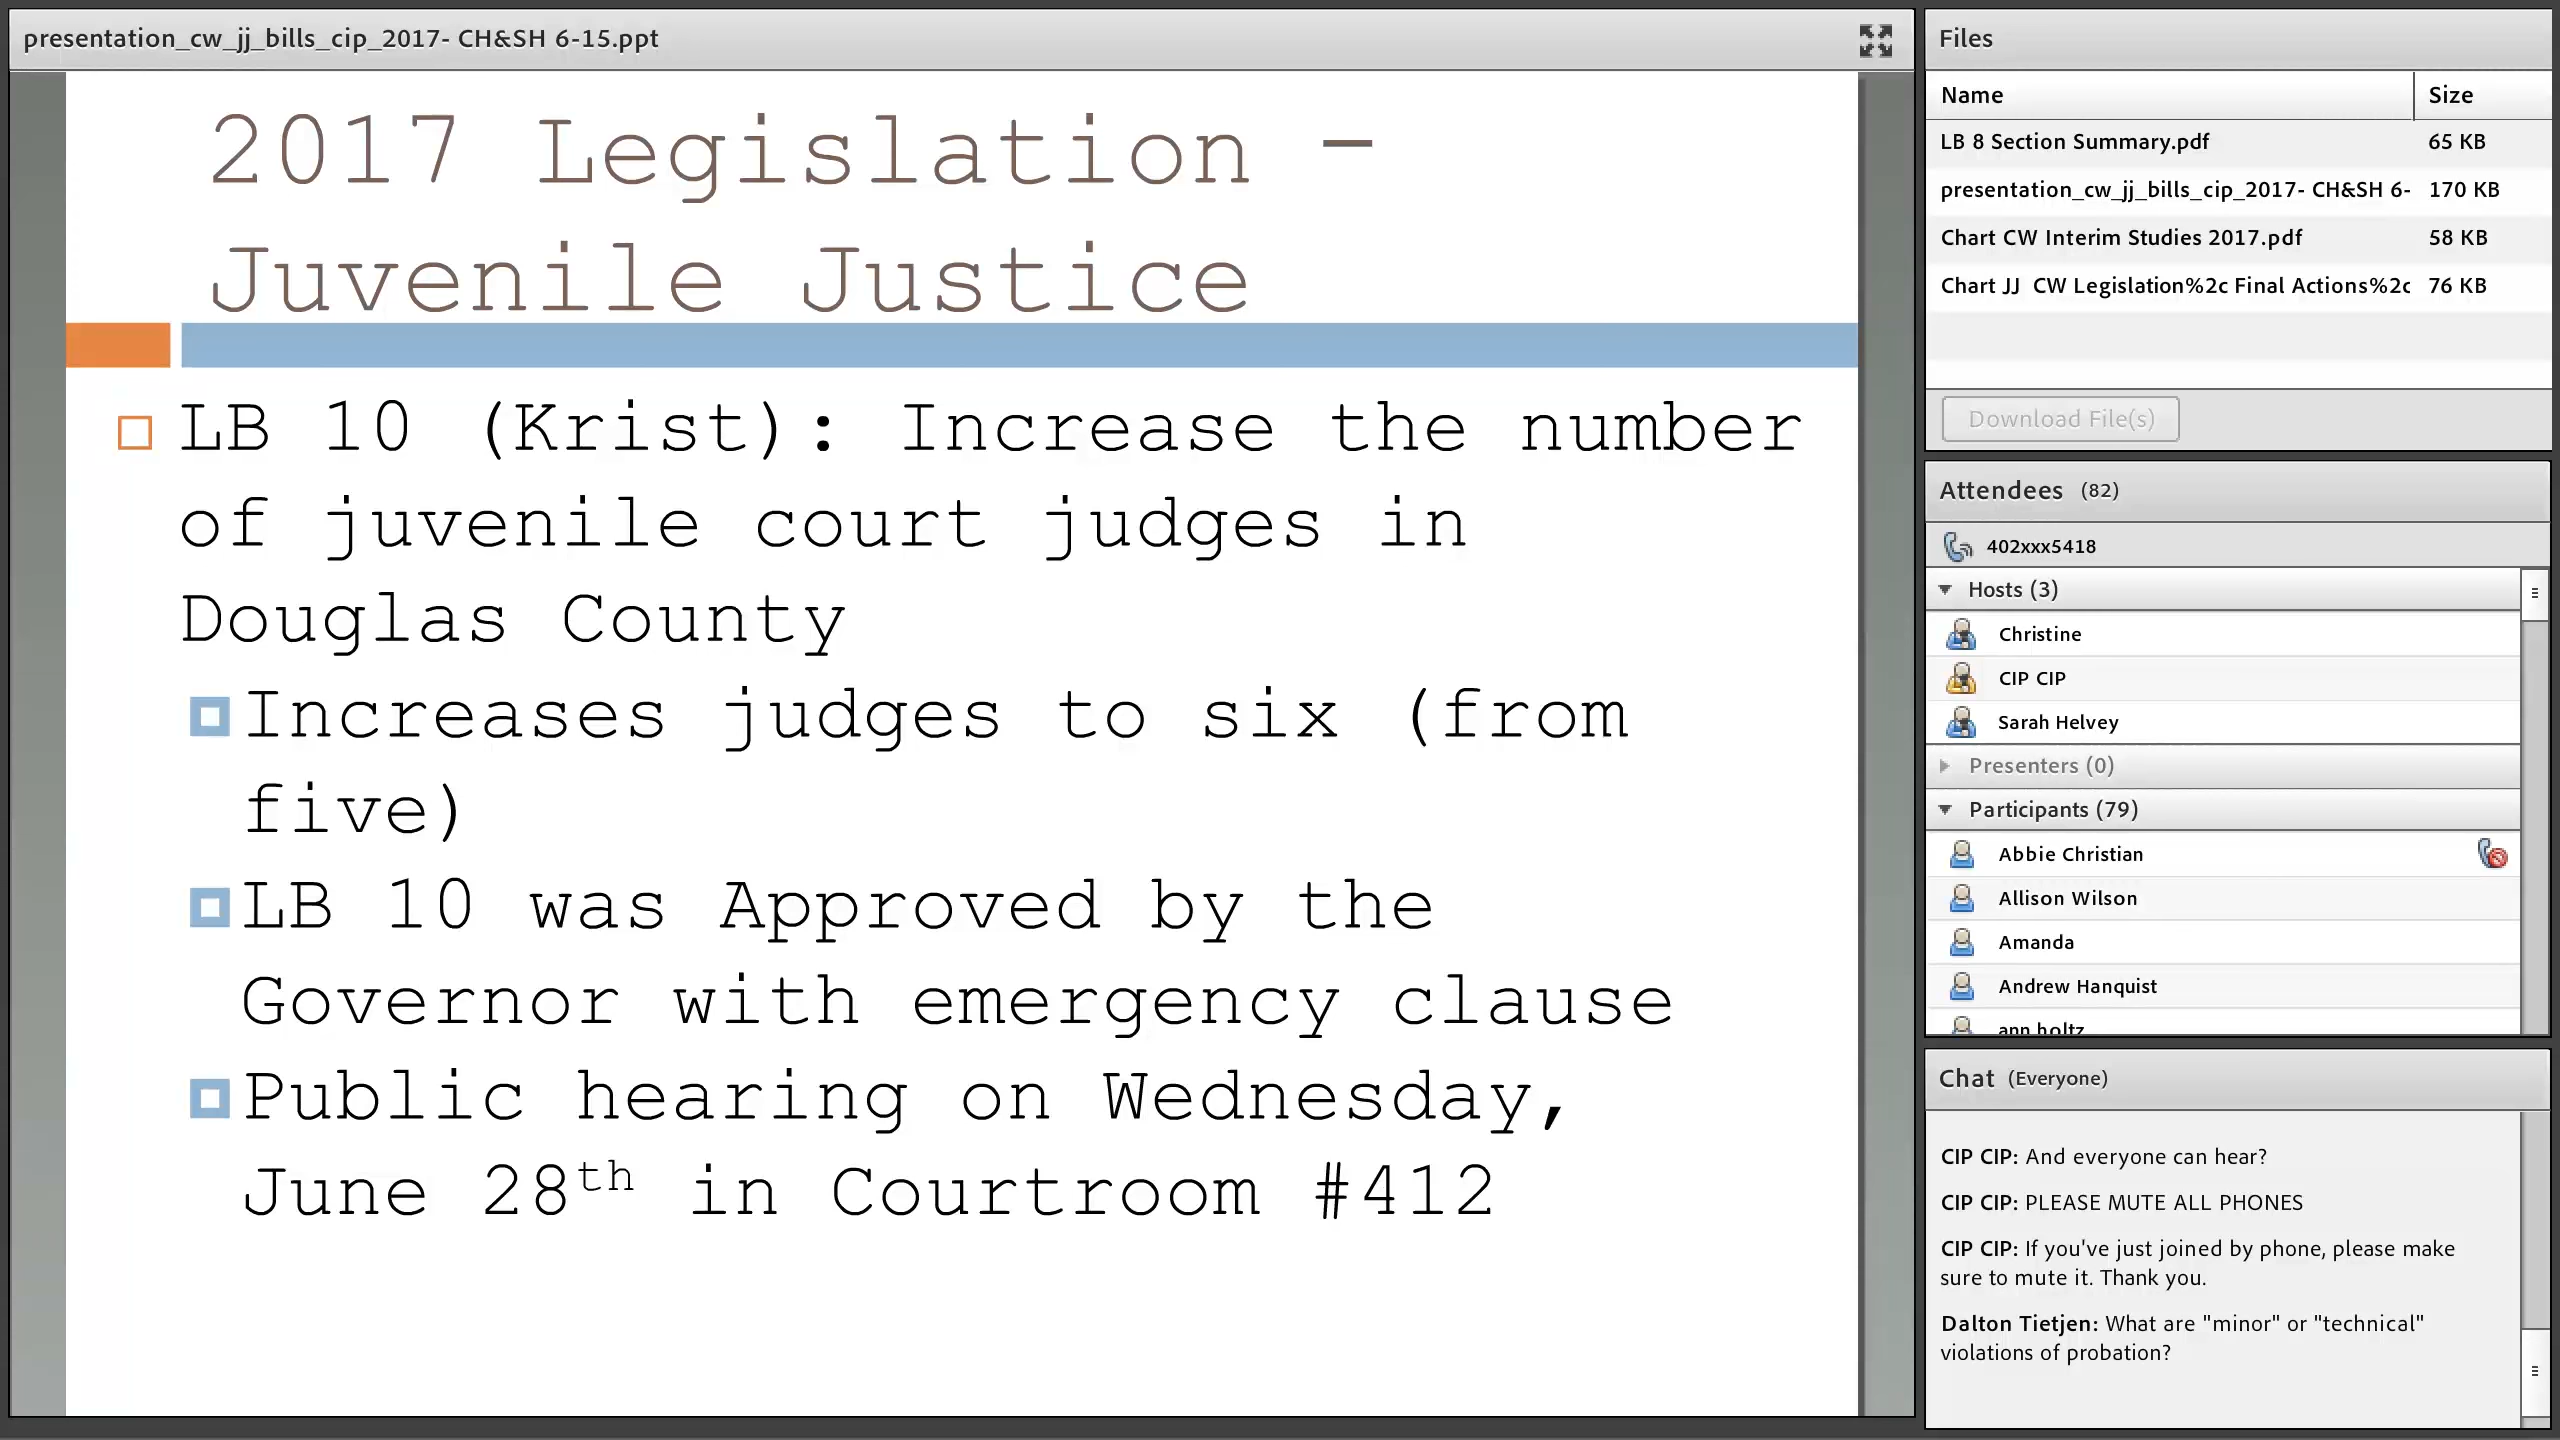 presentation_cw_jj_bills_cip_2017- CH&SH 6-15.ppt
2017 Legislation –
Juvenile Justice
LB 10 (Krist): Increase the number
of juvenile court judges in
Douglas County
Increases judges to six (from
five)
LB 10 was Approved by the
Governor with emergency clause
Public hearing on Wednesday,
June 28th in Courtroom #412
Files
Name Size
LB 8 Section Summary.pdf 65 KB
presentation_cw_jj_bills_cip_2017- CH&SH 6- 170 KB
Chart CW Interim Studies 2017.pdf 58 KB
Chart JJ  CW Legislation%2c Final Actions%2c 76 KB
Download File(s)
Attendees (82)
402xxx5418
Hosts (3)
Christine
CIP CIP
Sarah Helvey
Presenters (0)
Participants (79)
Abbie Christian
Allison Wilson
Amanda
Andrew Hanquist
ann holtz
Chat (Everyone)
CIP CIP: And everyone can hear?
CIP CIP: PLEASE MUTE ALL PHONES
CIP CIP: If you've just joined by phone, please make
sure to mute it. Thank you.
Dalton Tietjen: What are "minor" or "technical"
violations of probation?